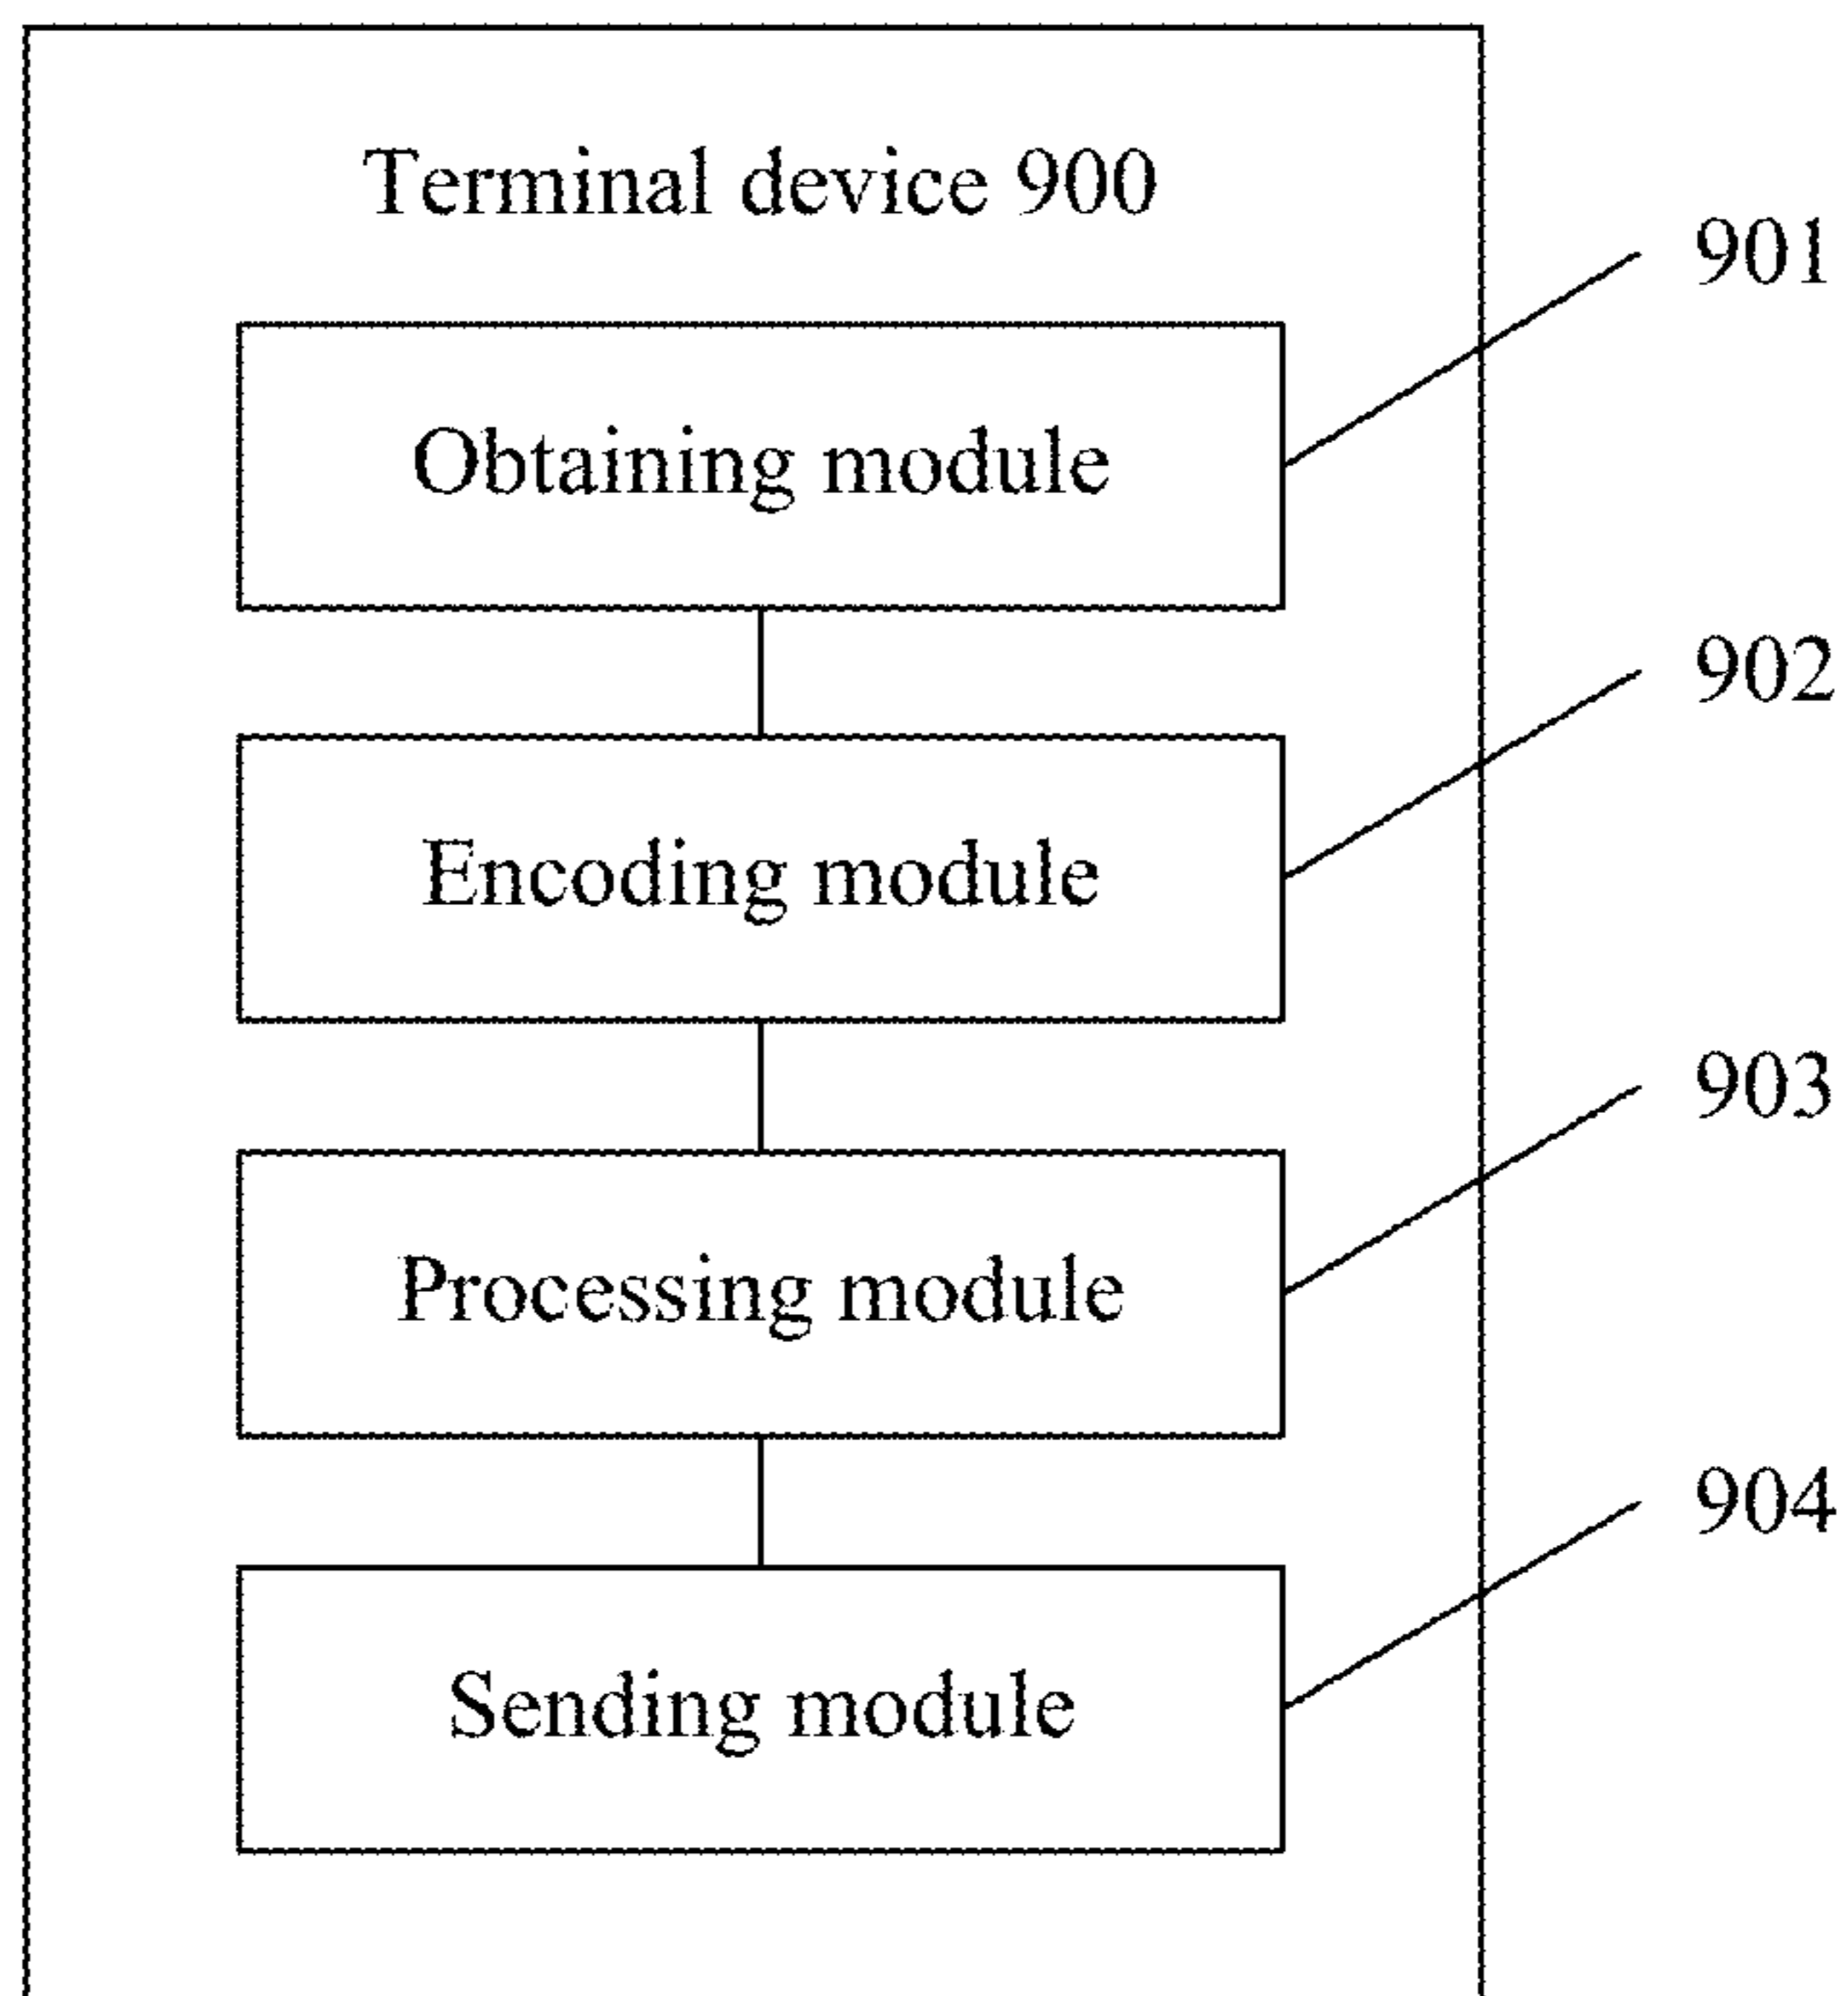 Terminal device 900
901
Obtaining module
902
Encoding module
903
Processing module
904
Sending module